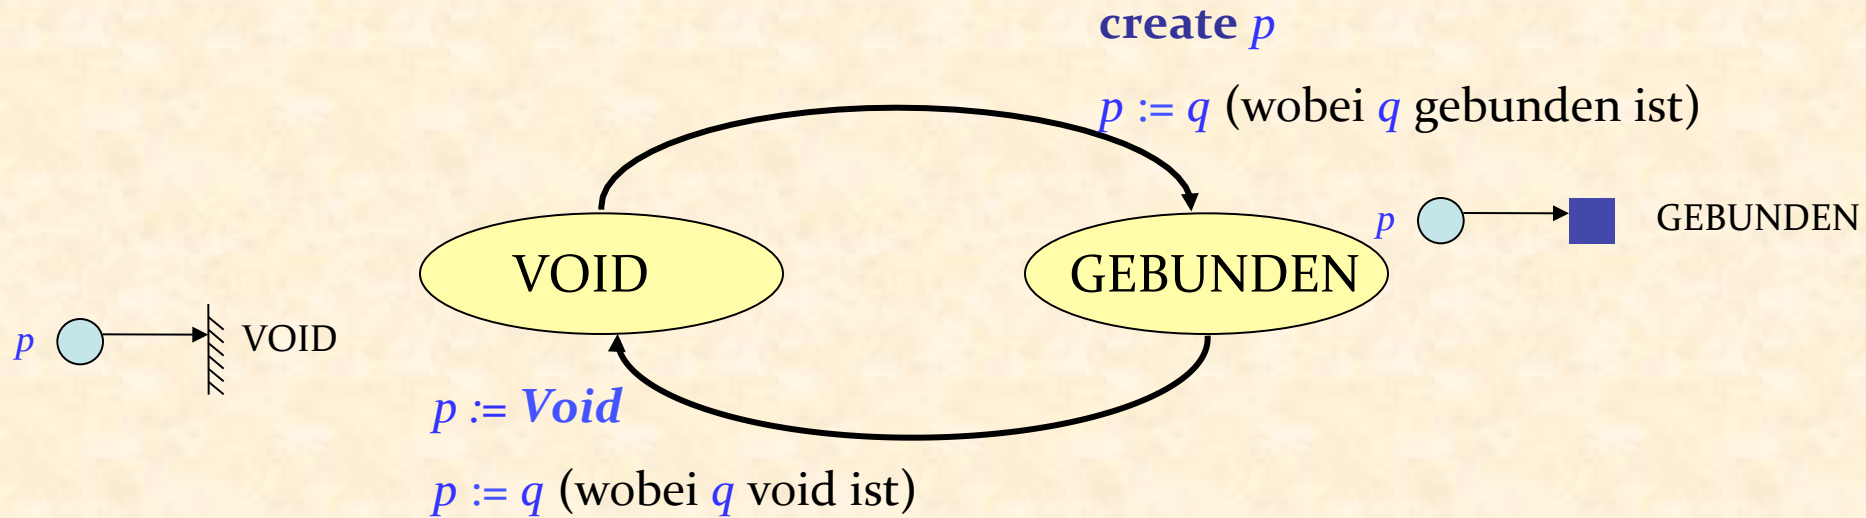 create p
p := q (wobei q gebunden ist)
p GEBUNDEN
VOID GEBUNDEN
p VOID
p := Void
p := q (wobei q void ist)